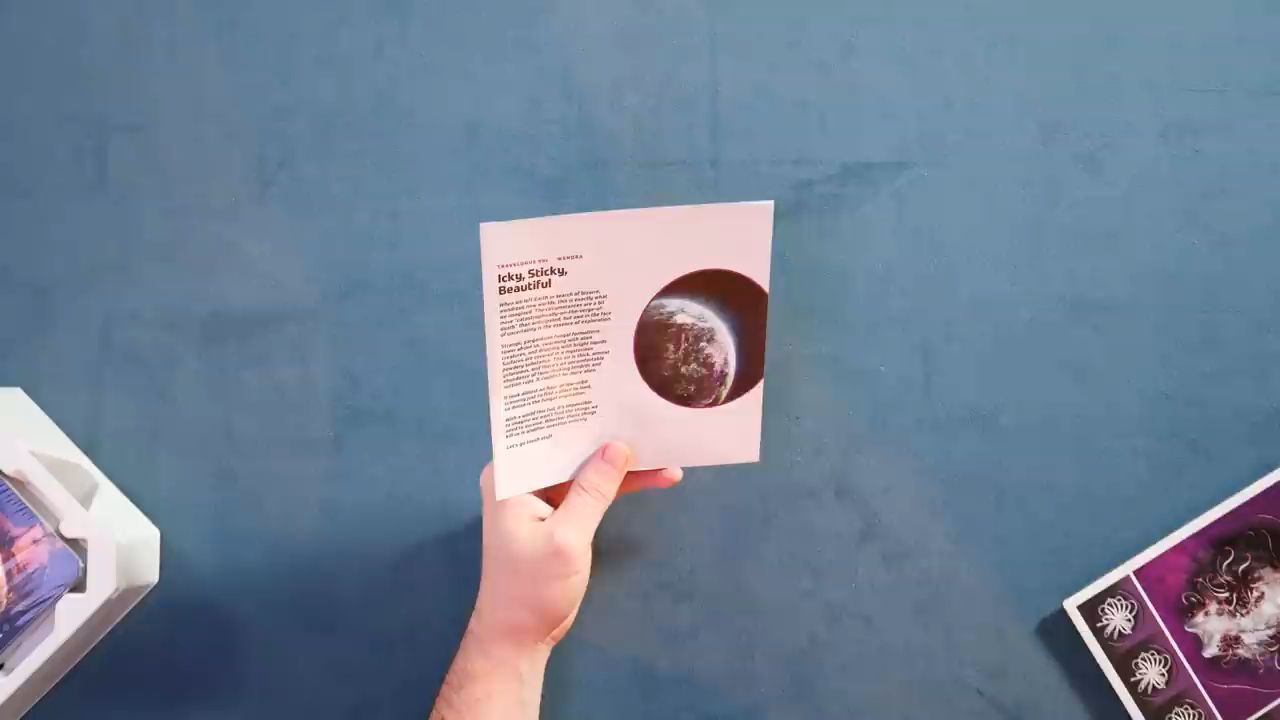 TRAVELOGUE 001 WENDRA
Icky, Sticky,
Beautiful
When we left Earth in search of bizarre,
wondrous new worlds, this is exactly what
we imagined. The circumstances are a bit
more "catastrophically-on-the-verge-of-
death" than anticipated, but awe in the face
of uncertainty is the essence of exploration.
Strange, gargantuan fungal formations
tower above us, swarming with alien
creatures, and dripping with bright liquids.
Surfaces are covered in a mysterious
powdery substance. The air is thick, almost
gelatinous, and there's an uncomfortable
abundance of tendrils and
suction cups. It couldn't be more alien.
It took almost an hour of low-orbit
scanning just to find a place to land,
so dense is the fungal vegetation.
With a world this full, it's impossible
to imagine we won't find the things we
need to survive. Whether those things
kill us is another question entirely.
Let's go touch stuff.